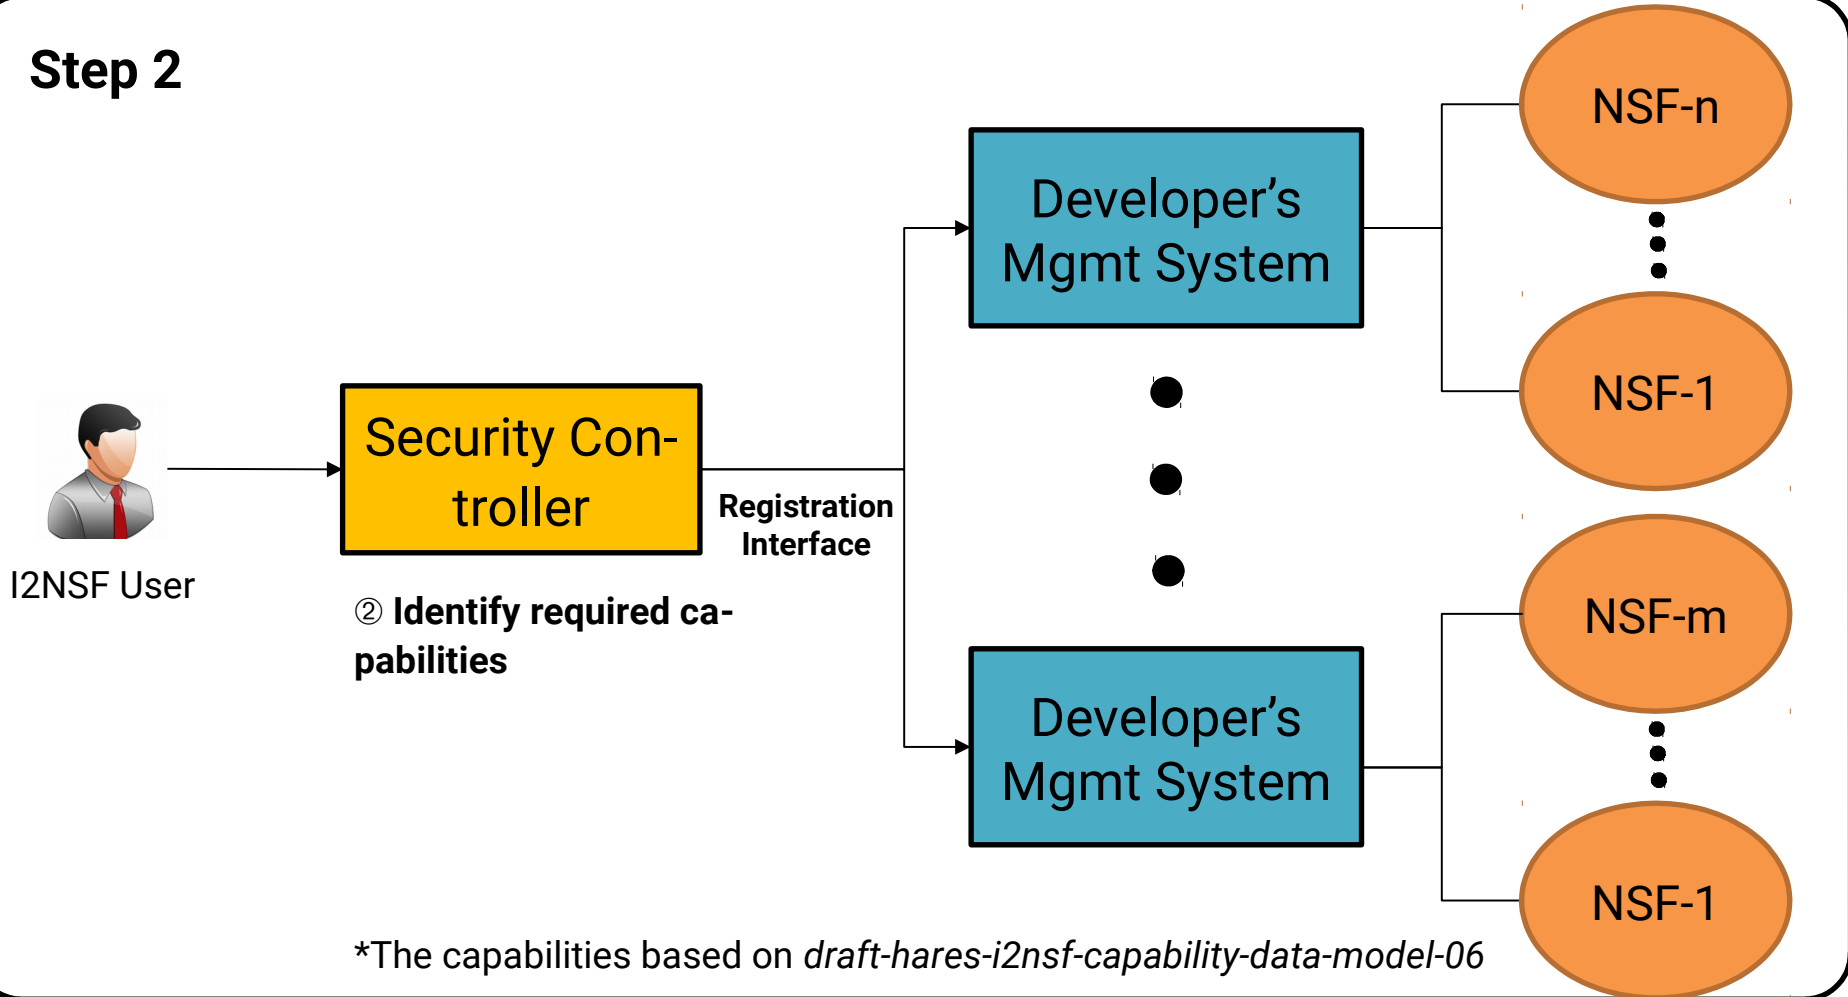 Step 2
NSF-n
Developer’s
Mgmt System
NSF-1
Security Con-
troller
Registration
Interface
I2NSF User
② Identify required ca-
pabilities
NSF-m
Developer’s
Mgmt System
NSF-1
*The capabilities based on draft-hares-i2nsf-capability-data-model-06